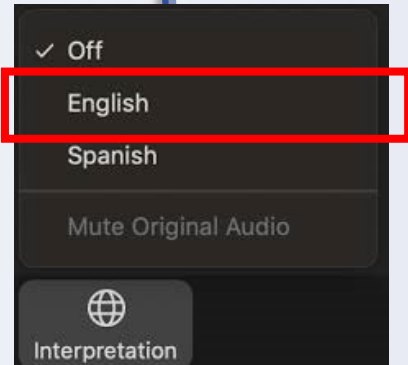 ✓ Off
English
Spanish
Mute Original Audio
Interpretation